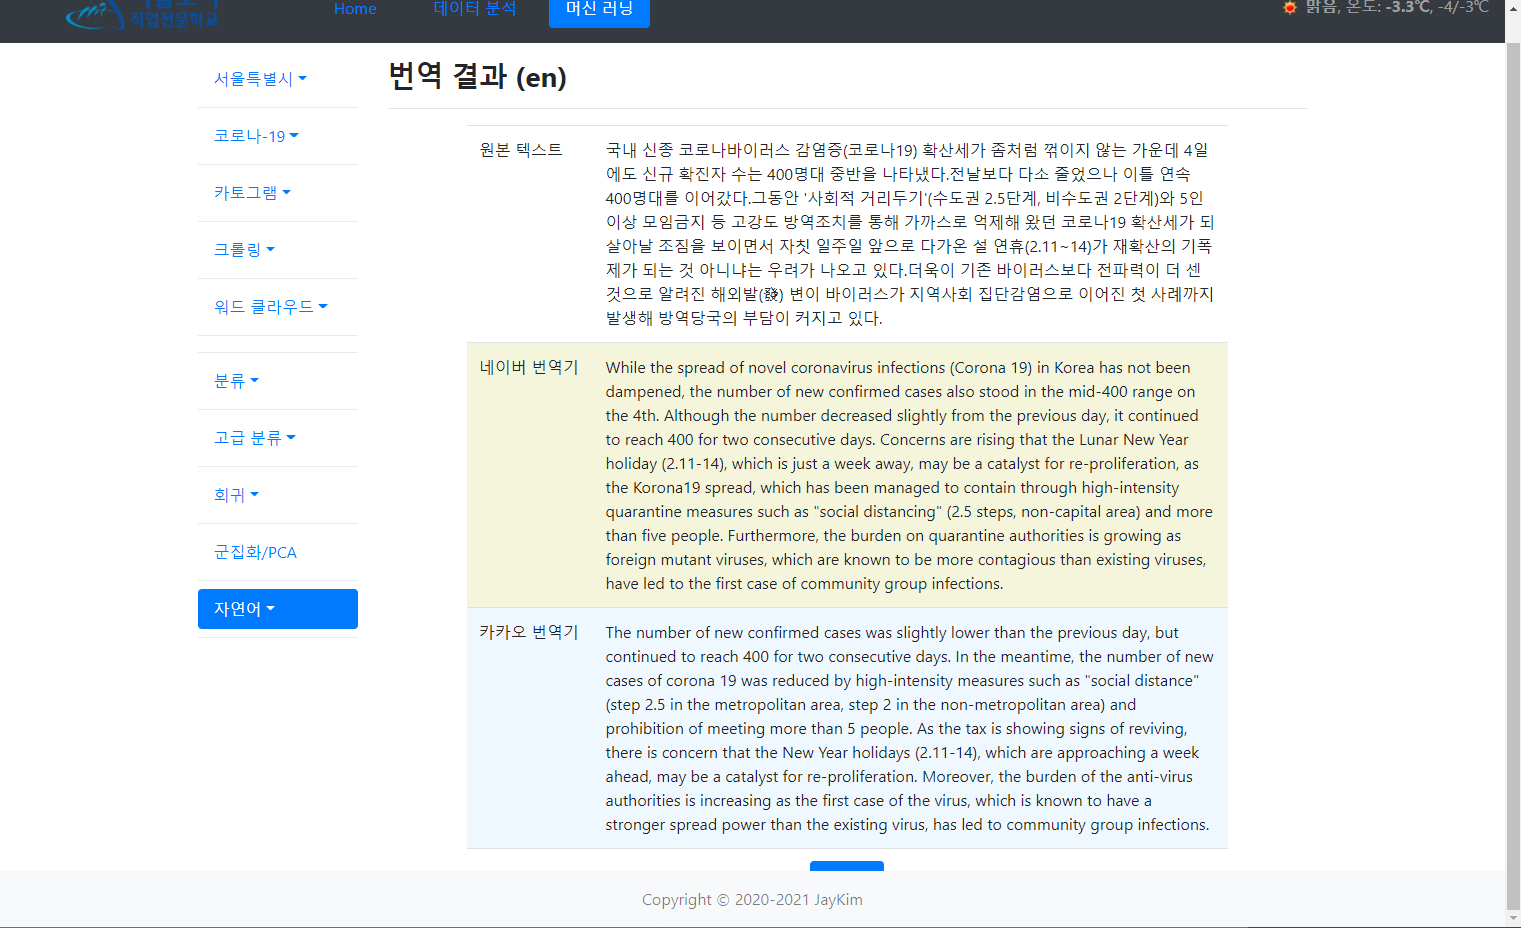 직업전문학교
Home
데이터 분석
머신 러닝
맑음, 온도: -3.3℃, -4/-3℃
서울특별시
코로나-19
카토그램
크롤링
워드 클라우드
분류
고급 분류
회귀
군집화/PCA
자연어
번역 결과 (en)
원본 텍스트
국내 신종 코로나바이러스 감염증(코로나19) 확산세가 좀처럼 꺾이지 않는 가운데 4일
에도 신규 확진자 수는 400명대 중반을 나타냈다.전날보다 다소 줄었으나 이틀 연속
400명대를 이어갔다.그동안 '사회적 거리두기'(수도권 2.5단계, 비수도권 2단계)와 5인
이상 모임금지 등 고강도 방역조치를 통해 가까스로 억제해 왔던 코로나19 확산세가 되
살아날 조짐을 보이면서 자칫 일주일 앞으로 다가온 설 연휴(2.11~14)가 재확산의 기폭
제가 되는 것 아니냐는 우려가 나오고 있다.더욱이 기존 바이러스보다 전파력이 더 센
것으로 알려진 해외발(發) 변이 바이러스가 지역사회 집단감염으로 이어진 첫 사례까지
발생해 방역당국의 부담이 커지고 있다.
네이버 번역기
While the spread of novel coronavirus infections (Corona 19) in Korea has not been
dampened, the number of new confirmed cases also stood in the mid-400 range on
the 4th. Although the number decreased slightly from the previous day, it continued
to reach 400 for two consecutive days. Concerns are rising that the Lunar New Year
holiday (2.11-14), which is just a week away, may be a catalyst for re-proliferation, as
the Korona19 spread, which has been managed to contain through high-intensity
quarantine measures such as "social distancing" (2.5 steps, non-capital area) and more
than five people. Furthermore, the burden on quarantine authorities is growing as
foreign mutant viruses, which are known to be more contagious than existing viruses,
have led to the first case of community group infections.
카카오 번역기
The number of new confirmed cases was slightly lower than the previous day, but
continued to reach 400 for two consecutive days. In the meantime, the number of new
cases of corona 19 was reduced by high-intensity measures such as "social distance"
(step 2.5 in the metropolitan area, step 2 in the non-metropolitan area) and
prohibition of meeting more than 5 people. As the tax is showing signs of reviving,
there is concern that the New Year holidays (2.11-14), which are approaching a week
ahead, may be a catalyst for re-proliferation. Moreover, the burden of the anti-virus
authorities is increasing as the first case of the virus, which is known to have a
stronger spread power than the existing virus, has led to community group infections.
Copyright © 2020-2021 JayKim